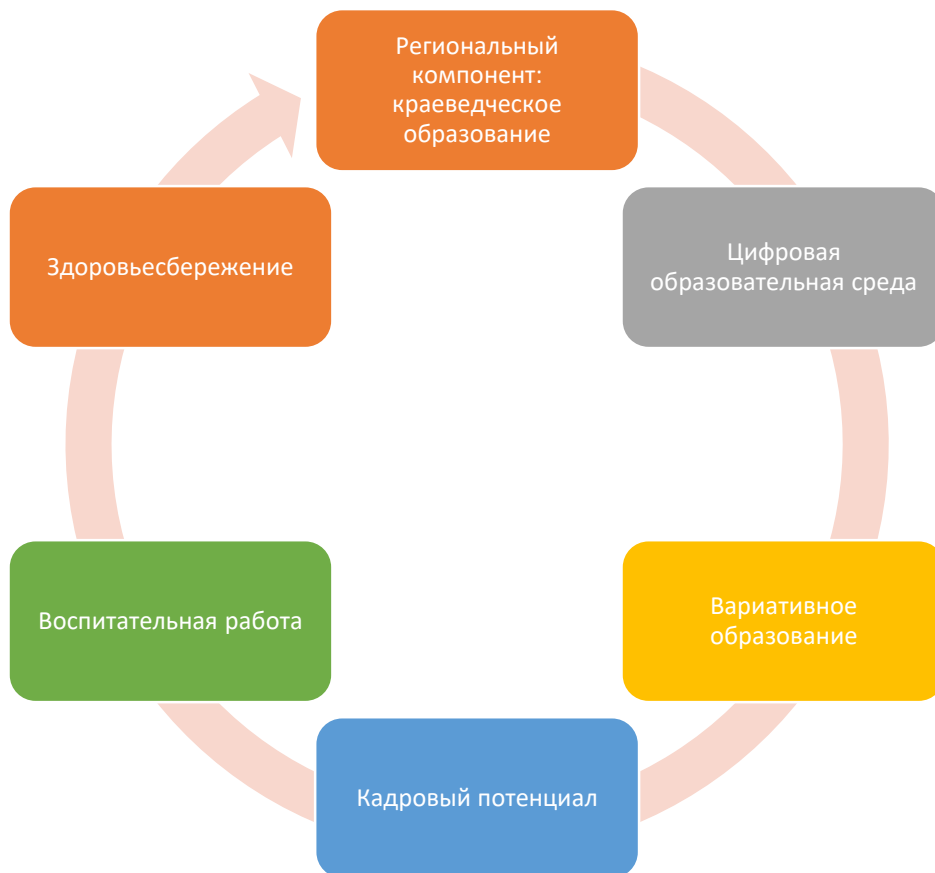 Региональный
компонент:
краеведческое
образование
Цифровая
образовательная среда
Вариативное
образование
Кадровый потенциал
Воспитательная работа
Здоровьесбережение